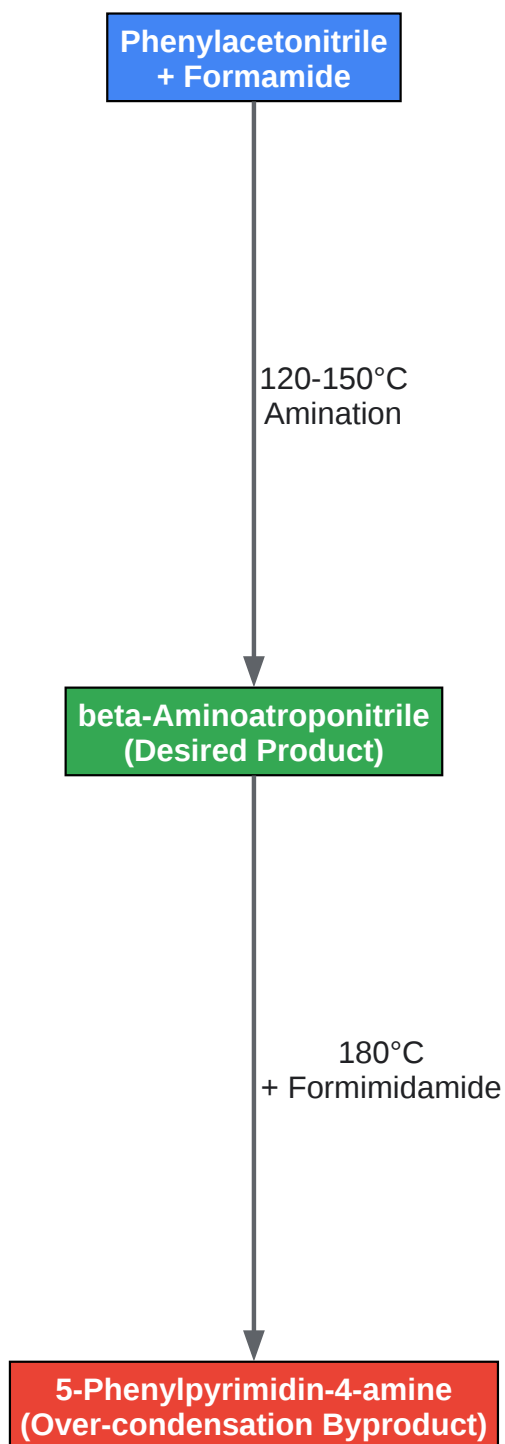 Phenylacetonitrile
+ Formamide
120-150°C
Amination
beta-Aminoatroponitrile
(Desired Product)
180°C
+ Formimidamide
5-Phenylpyrimidin-4-amine
(Over-condensation Byproduct)